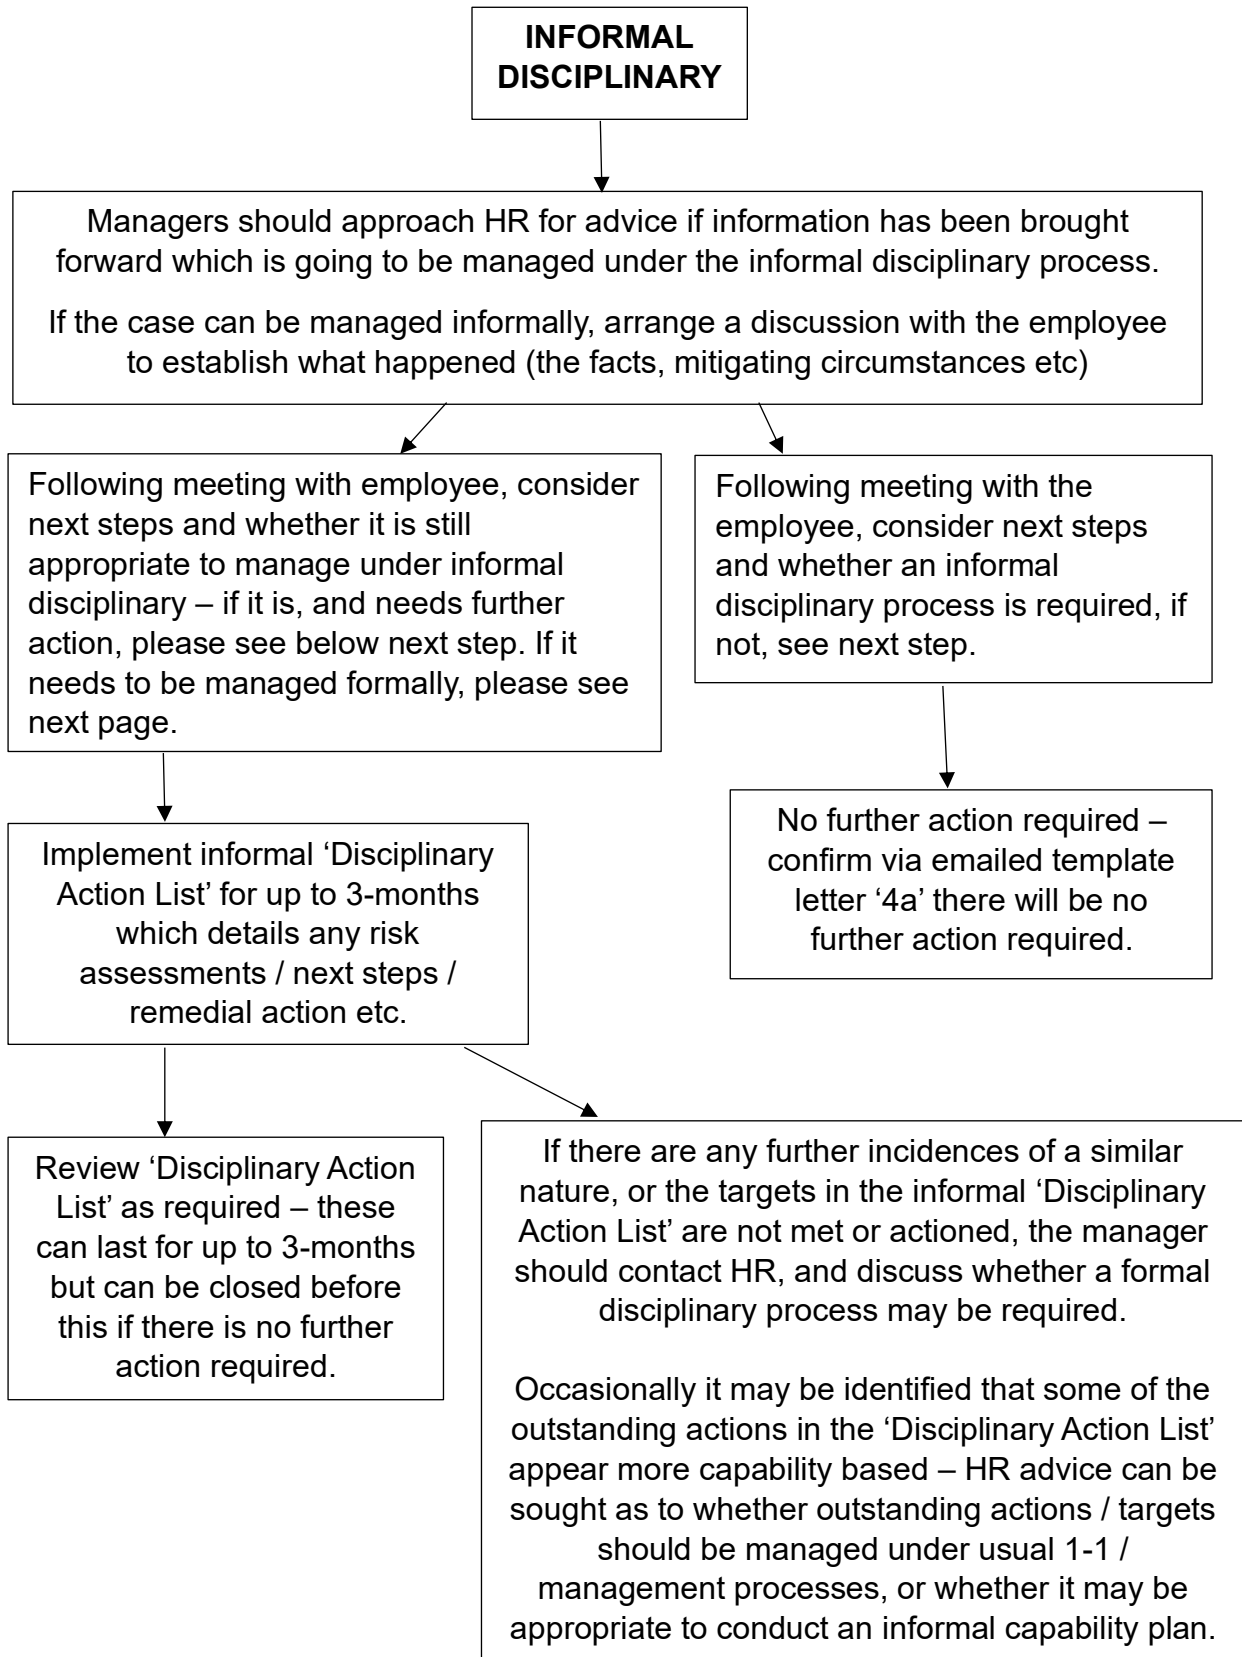 INFORMAL
DISCIPLINARY
Managers should approach HR for advice if information has been brought
forward which is going to be managed under the informal disciplinary process.
If the case can be managed informally, arrange a discussion with the employee
to establish what happened (the facts, mitigating circumstances etc)
Following meeting with employee, consider
next steps and whether it is still
appropriate to manage under informal
disciplinary – if it is, and needs further
action, please see below next step. If it
needs to be managed formally, please see
next page.
Following meeting with the
employee, consider next steps
and whether an informal
disciplinary process is required, if
not, see next step.
No further action required –
confirm via emailed template
letter ‘4a’ there will be no
further action required.
Implement informal ‘Disciplinary
Action List’ for up to 3-months
which details any risk
assessments / next steps /
remedial action etc.
Review ‘Disciplinary Action
List’ as required – these
can last for up to 3-months
but can be closed before
this if there is no further
action required.
If there are any further incidences of a similar
nature, or the targets in the informal ‘Disciplinary
Action List’ are not met or actioned, the manager
should contact HR, and discuss whether a formal
disciplinary process may be required.
Occasionally it may be identified that some of the
outstanding actions in the ‘Disciplinary Action List’
appear more capability based – HR advice can be
sought as to whether outstanding actions / targets
should be managed under usual 1-1 /
management processes, or whether it may be
appropriate to conduct an informal capability plan.